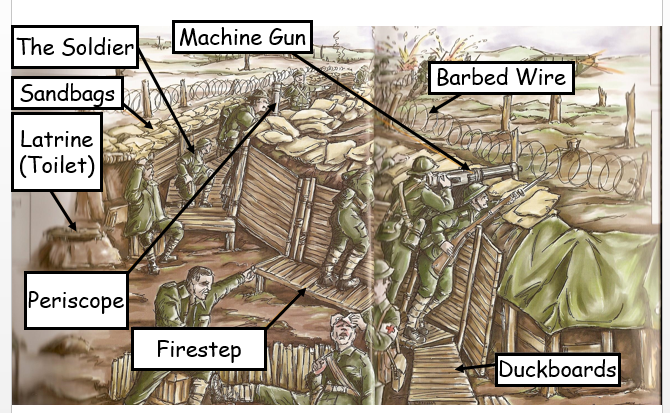 Machine Gun
The Soldier
Barbed Wire
Sandbags
Latrine
(Toilet)
Periscope
Firestep
Duckboards